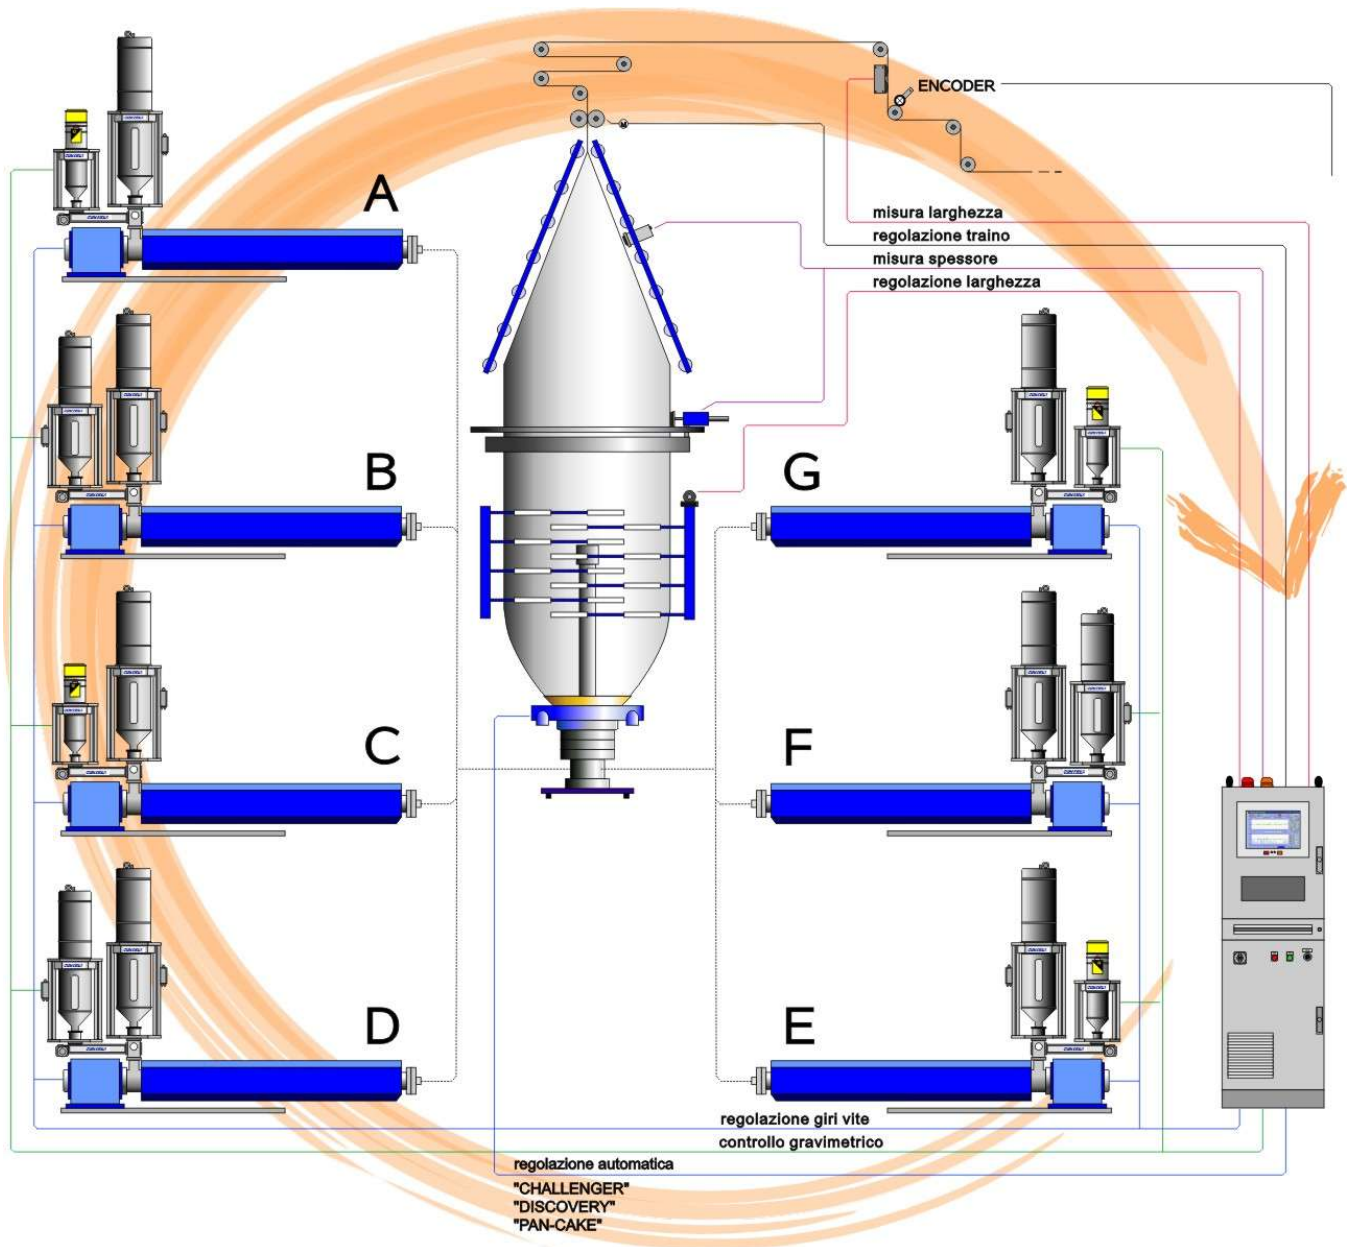 ENCODER
A
misura larghezza
regolazione traino
misura spessore
regolazione larghezza
B
G
C
F
D
E
regolazione giri vite
controllo gravimetrico
regolazione automatica
"CHALLENGER"
"DISCOVERY"
"PAN-CAKE"